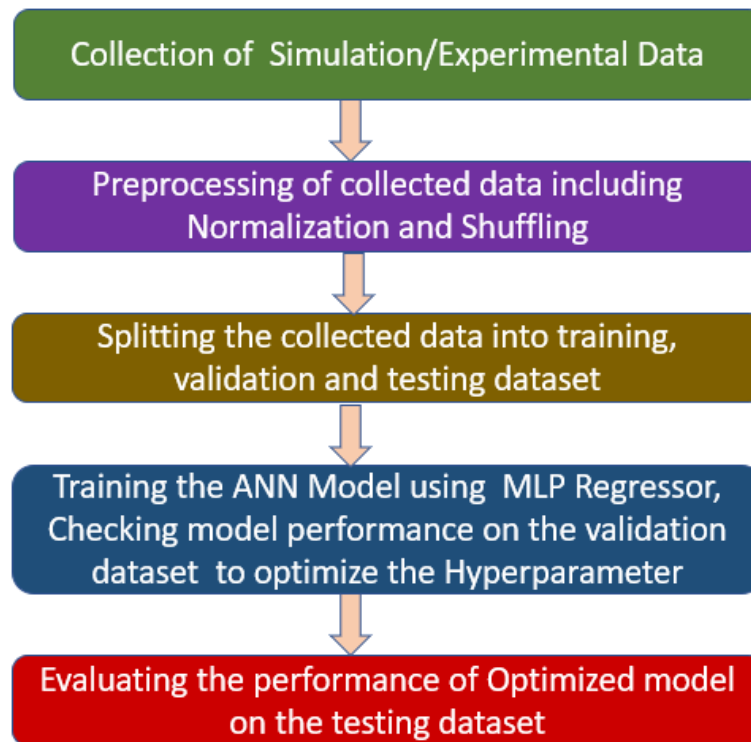 Collection of  Simulation/Experimental Data
Preprocessing of collected data including
Normalization and Shuffling
Splitting the collected data into training,
validation and testing dataset
Training the ANN Model using  MLP Regressor,
Checking model performance on the validation
dataset  to optimize the Hyperparameter
Evaluating the performance of Optimized model
on the testing dataset